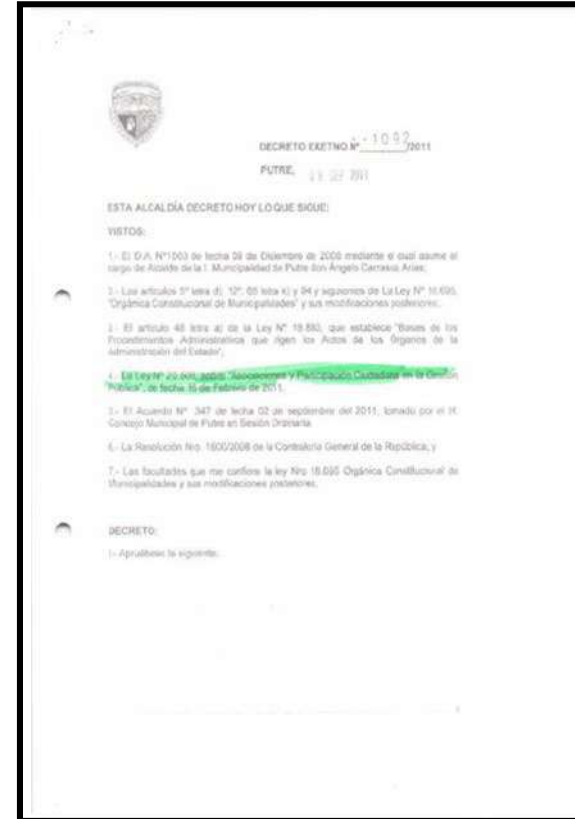 DECRETO EXETNO Nº 1092/2011
PUTRE, SEP 2011
ESTA ALCALDÍA DECRETO HOY LO QUE SIGUE:
VISTOS:
1.- El D.A. Nº1003 de fecha 08 de Diciembre de 2008 mediante el cual asume el
cargo de Alcalde de la I. Municipalidad de Putre don Ángelo Carrasco Arias;
2.- Los artículos 5º letra d), 12º, 65 letra k) y 94 y siguientes de La Ley Nº 18.695,
"Orgánica Constitucional de Municipalidades" y sus modificaciones posteriores;
3.- El artículo 48 letra a) de la Ley Nº 19.880, que establece "Bases de los
Procedimientos Administrativos que rigen los Actos de los Órganos de la
Administración del Estado";
4.- La Ley Nº 20.500, sobre "Asociaciones y Participación Ciudadana en la Gestión
Pública", de fecha 16 de Febrero de 2011;
5.- El Acuerdo Nº 347 de fecha 02 de septiembre del 2011, tomado por el H.
Concejo Municipal de Putre en Sesión Ordinaria
6.- La Resolución Nro. 1600/2008 de la Contraloría General de la República; y
7.- Las facultades que me confiere la ley Nro 18.695 Orgánica Constitucional de
Municipalidades y sus modificaciones posteriores.
DECRETO:
1.- Apruébese la siguiente: